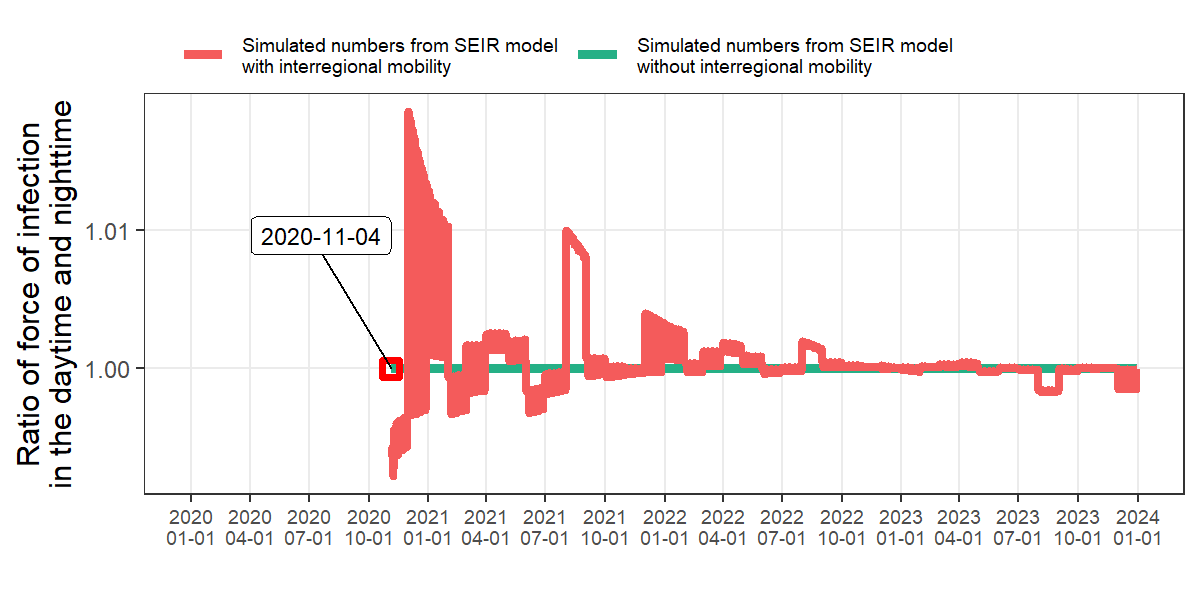 Simulated numbers from SEIR model
with interregional mobility
Simulated numbers from SEIR model
without interregional mobility
Ratio of force of infection
in the daytime and nighttime
1.01
1.00
2020-11-04
2020 2020 2020 2020 2021 2021 2021 2021 2022 2022 2022 2022 2023 2023 2023 2023 2024
01-01 04-01 07-01 10-01 01-01 04-01 07-01 10-01 01-01 04-01 07-01 10-01 01-01 04-01 07-01 10-01 01-01